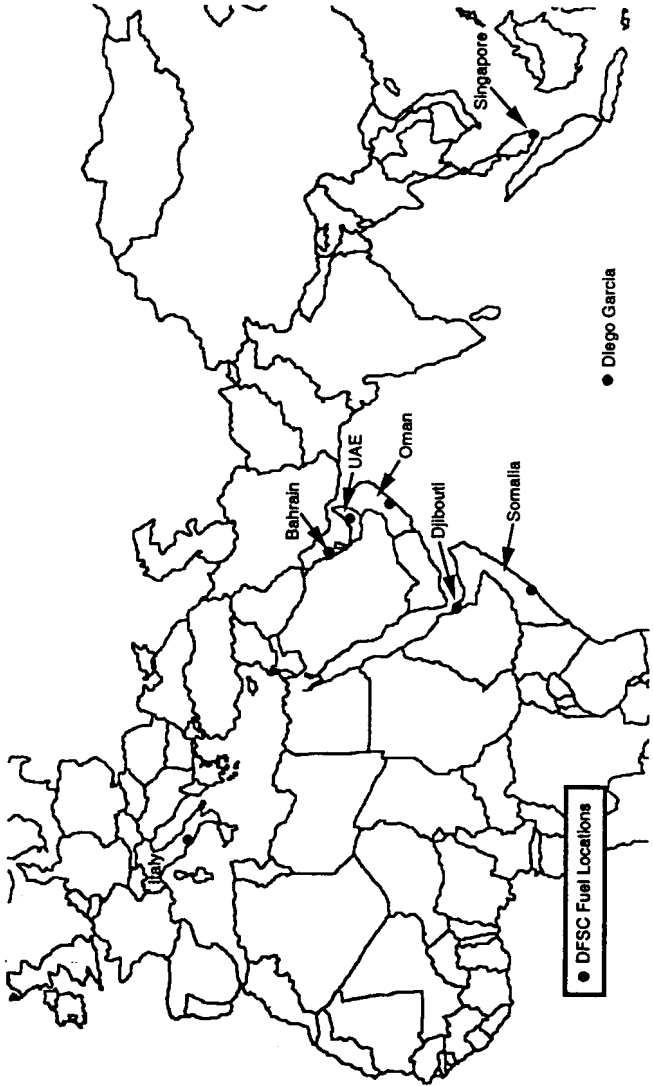 Italy
Bahrain
UAE
Oman
Djibouti
Somalia
Singapore
Diego Garcia
DFSC Fuel Locations